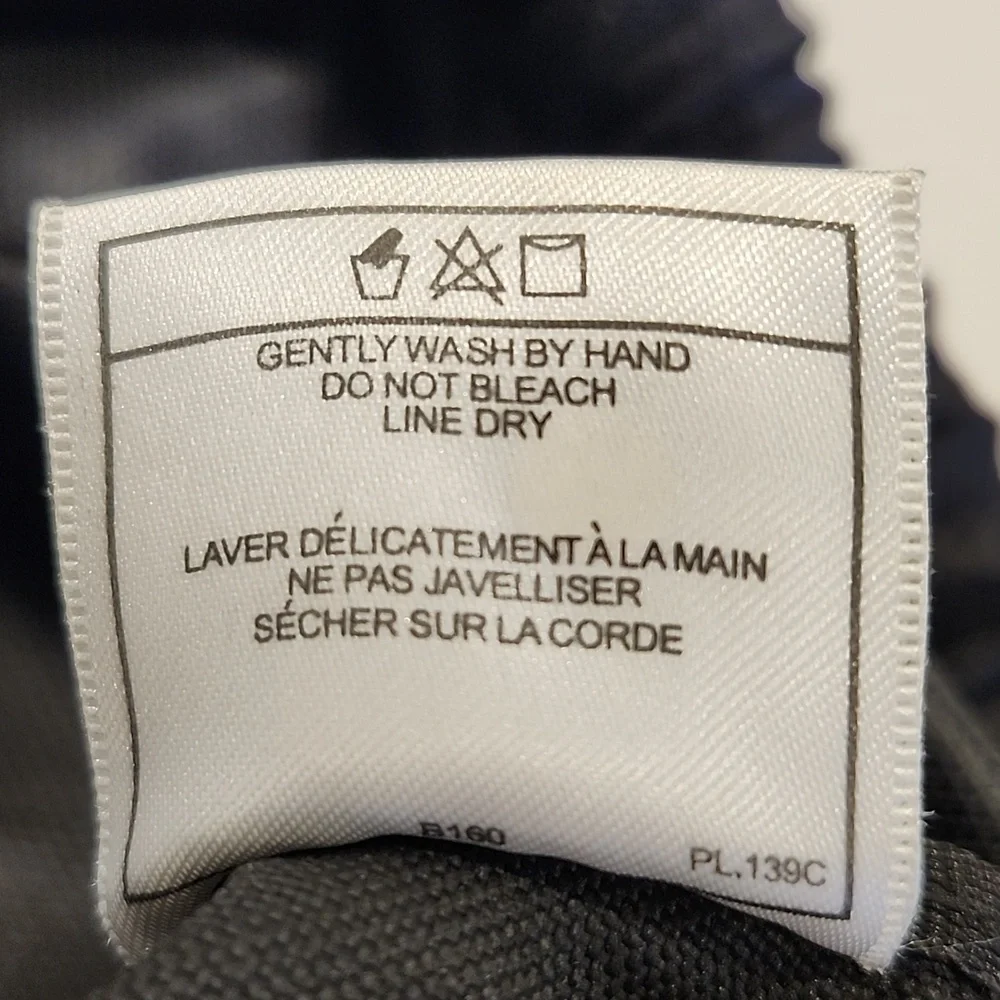 GENTLY WASH BY HAND
DO NOT BLEACH
LINE DRY
LAVER DÉLICATEMENT À LA MAIN
NE PAS JAVELLISER
SÉCHER SUR LA CORDE
B160
PL.139C